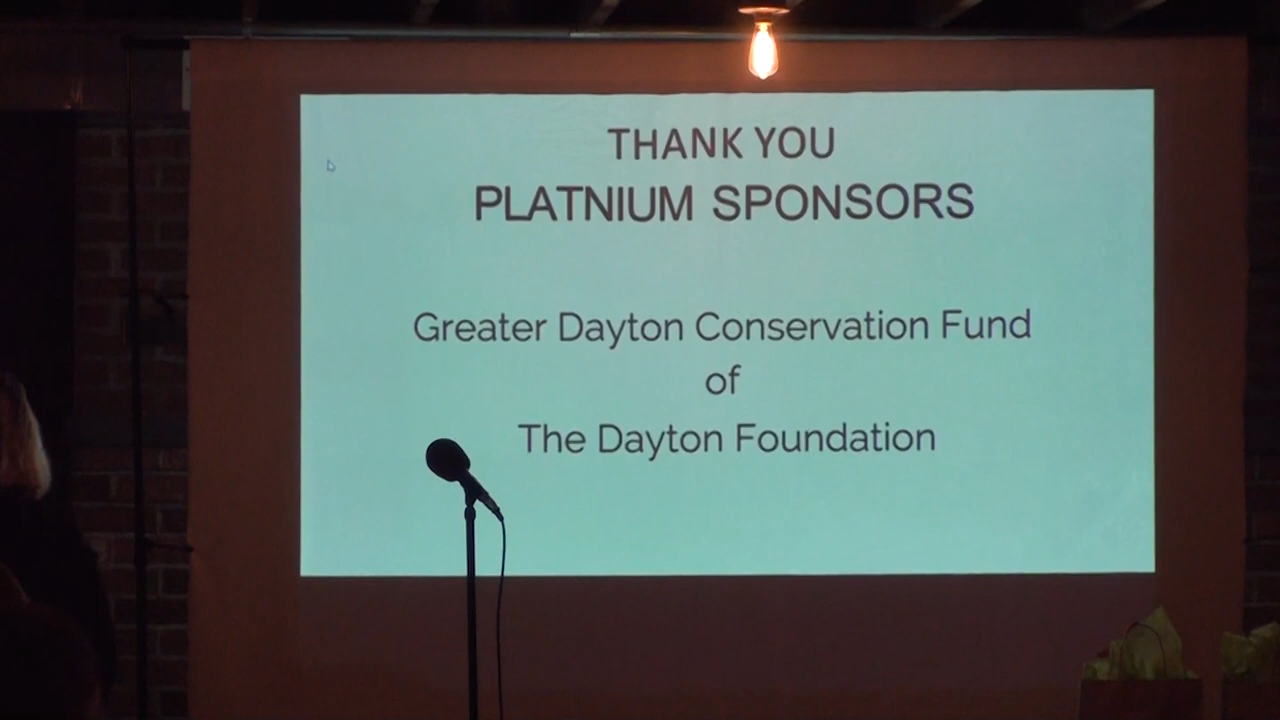 THANK YOU
PLATNIUM SPONSORS
Greater Dayton Conservation Fund
of
The Dayton Foundation